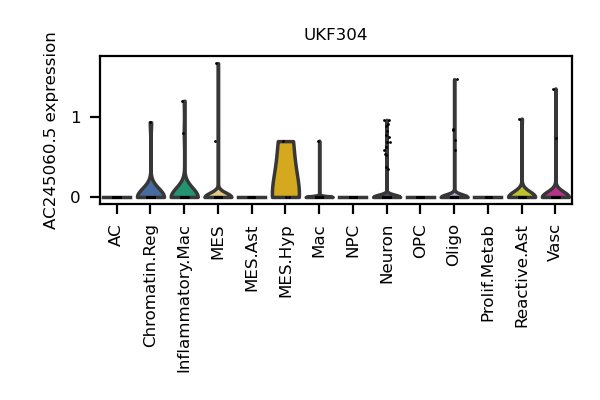 UKF304
AC245060.5 expression
1
0
AC
Chromatin.Reg
Inflammatory.Mac
MES
MES.Ast
MES.Hyp
Mac
NPC
Neuron
OPC
Oligo
Prolif.Metab
Reactive.Ast
Vasc